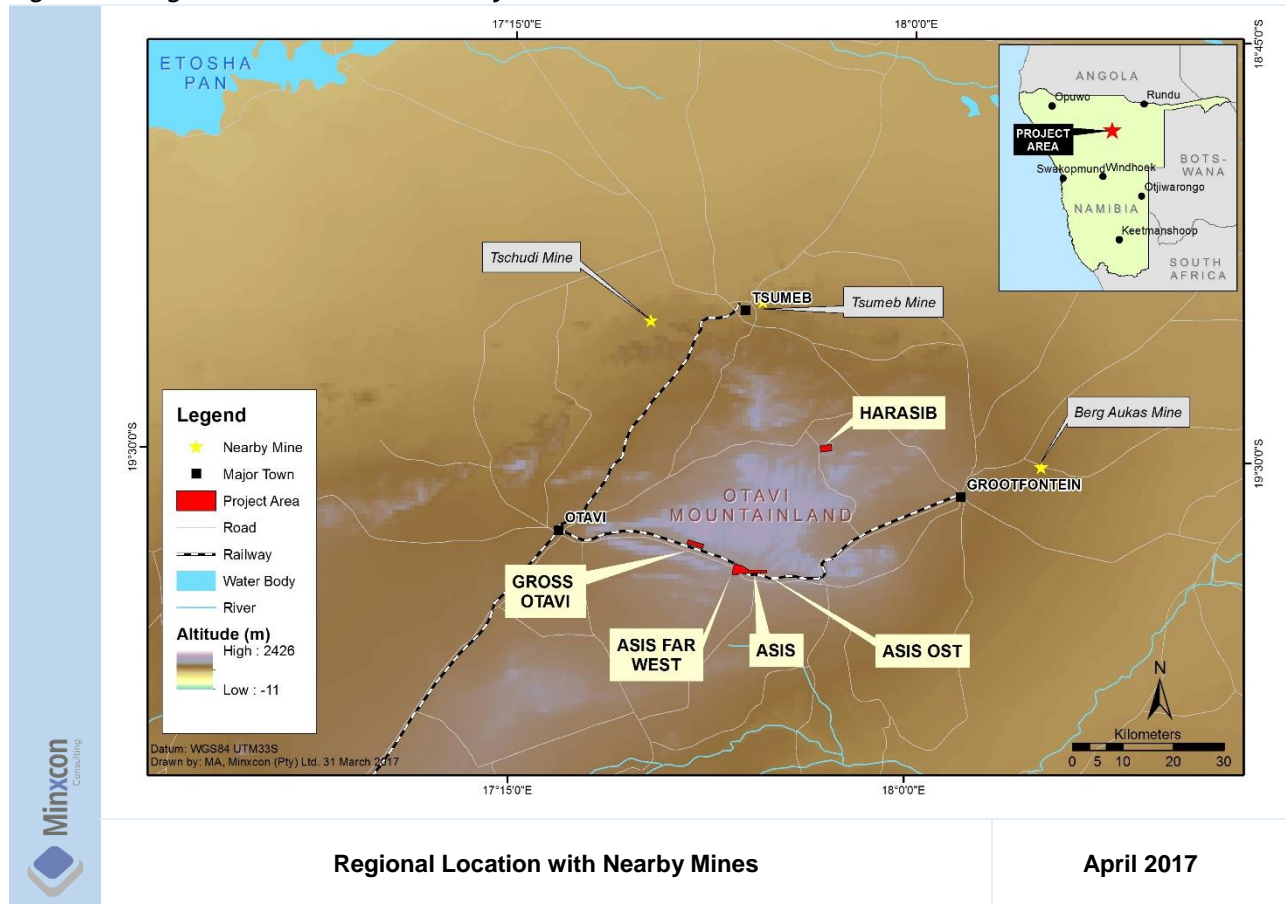 17°15'0"E
18°0'0"E
18°45'0"S
ETOSHA
PAN
ANGOLA
Opuwo
Rundu
PROJECT
AREA
BOTS-
WANA
Swakopmund
Windhoek
Otjiwarongo
NAMIBIA
Keetmanshoop
SOUTH
AFRICA
Tschudi Mine
TSUMEB
Tsumeb Mine
HARASIB
Berg Aukas Mine
19°30'0"S
19°30'0"S
GROOTFONTEIN
OTAVI
MOUNTAINLAND
OTAVI
GROSS
OTAVI
ASIS FAR
WEST
ASIS
ASIS OST
Legend
Nearby Mine
Major Town
Project Area
Road
Railway
Water Body
River
Altitude (m)
High : 2426
Low : -11
N
Kilometers
0 5 10 20 30
Datum: WGS84 UTM33S
Drawn by: MA, Minxcon (Pty) Ltd. 31 March 2017
17°15'0"E
18°0'0"E
Minxcon
Consulting
Regional Location with Nearby Mines
April 2017